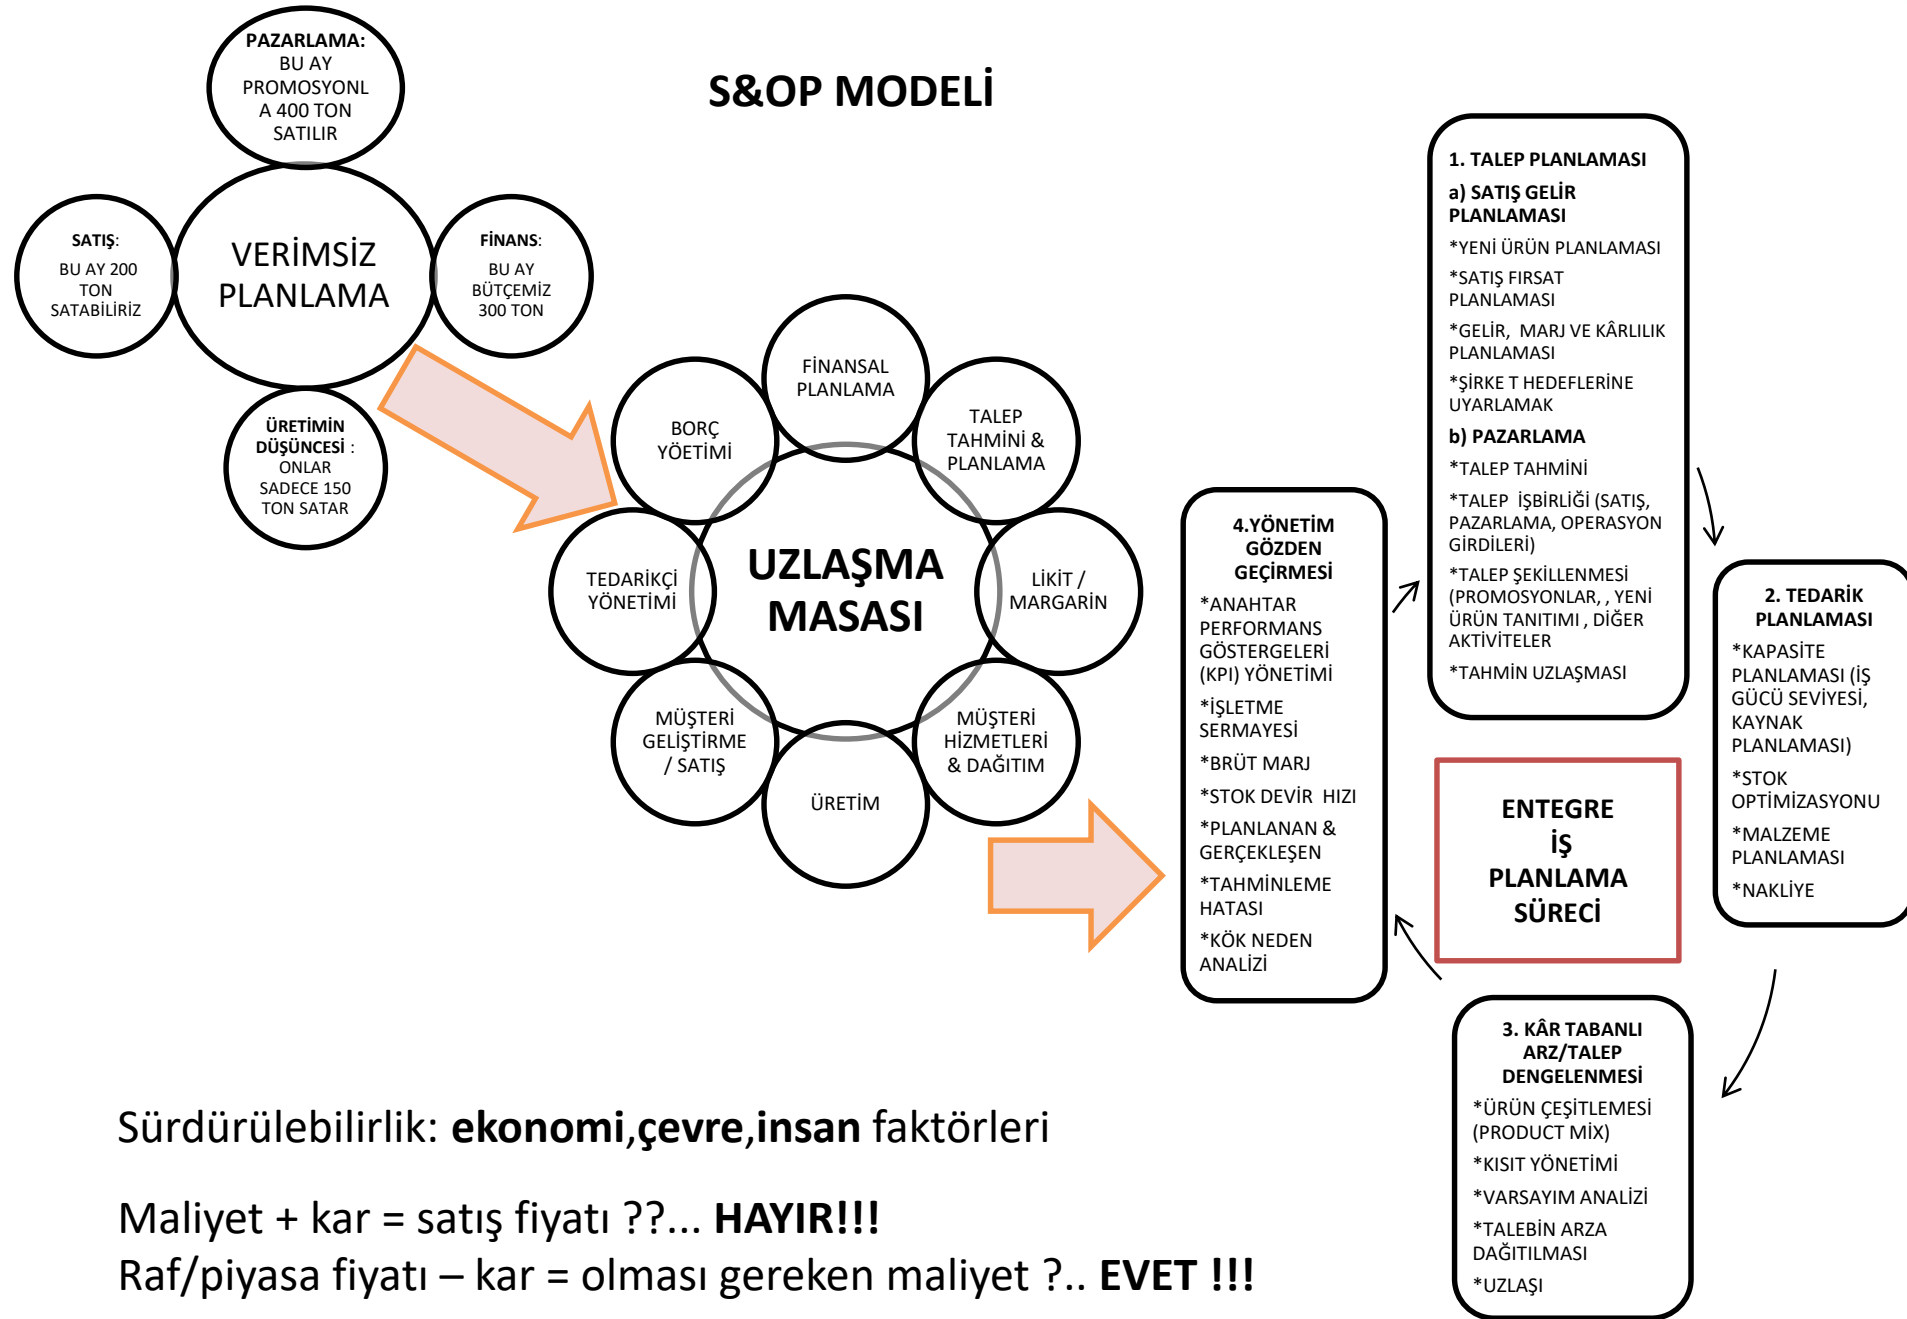 S&OP MODELİ
PAZARLAMA:
BU AY
PROMOSYONL
A 400 TON
SATILIR
SATIŞ:
BU AY 200
TON
SATABİLİRİZ
VERİMSİZ
PLANLAMA
FİNANS:
BU AY
BÜTÇEMİZ
300 TON
ÜRETİMİN
DÜŞÜNCESİ :
ONLAR
SADECE 150
TON SATAR
FİNANSAL
PLANLAMA
TALEP
TAHMİNİ &
PLANLAMA
LİKİT /
MARGARİN
MÜŞTERİ
HİZMETLERİ
& DAĞITIM
ÜRETİM
MÜŞTERİ
GELİŞTİRME
/ SATIŞ
TEDARİKÇİ
YÖNETİMİ
BORÇ
YÖETİMİ
UZLAŞMA
MASASI
1. TALEP PLANLAMASI
a) SATIŞ GELİR
PLANLAMASI
*YENİ ÜRÜN PLANLAMASI
*SATIŞ FIRSAT
PLANLAMASI
*GELİR, MARJ VE KÂRLILIK
PLANLAMASI
*ŞİRKE T HEDEFLERİNE
UYARLAMAK
b) PAZARLAMA
*TALEP TAHMİNİ
*TALEP İŞBİRLİĞİ (SATIŞ,
PAZARLAMA, OPERASYON
GİRDİLERİ)
*TALEP ŞEKİLLENMESİ
(PROMOSYONLAR, , YENİ
ÜRÜN TANITIMI , DİĞER
AKTİVİTELER
*TAHMİN UZLAŞMASI
2. TEDARİK
PLANLAMASI
*KAPASİTE
PLANLAMASI (İŞ
GÜCÜ SEVİYESİ,
KAYNAK
PLANLAMASI)
*STOK
OPTİMİZASYONU
*MALZEME
PLANLAMASI
*NAKLİYE
3. KÂR TABANLI
ARZ/TALEP
DENGELENMESİ
*ÜRÜN ÇEŞİTLEMESİ
(PRODUCT MİX)
*KISIT YÖNETİMİ
*VARSAYIM ANALİZİ
*TALEBİN ARZA
DAĞITILMASI
*UZLAŞI
4.YÖNETİM
GÖZDEN
GEÇİRMESİ
*ANAHTAR
PERFORMANS
GÖSTERGELERİ
(KPI) YÖNETİMİ
*İŞLETME
SERMAYESİ
*BRÜT MARJ
*STOK DEVİR HIZI
*PLANLANAN &
GERÇEKLEŞEN
*TAHMİNLEME
HATASI
*KÖK NEDEN
ANALİZİ
ENTEGRE
İŞ
PLANLAMA
SÜRECİ
Sürdürülebilirlik: ekonomi,çevre,insan faktörleri
Maliyet + kar = satış fiyatı ??... HAYIR!!!
Raf/piyasa fiyatı – kar = olması gereken maliyet ?.. EVET !!!